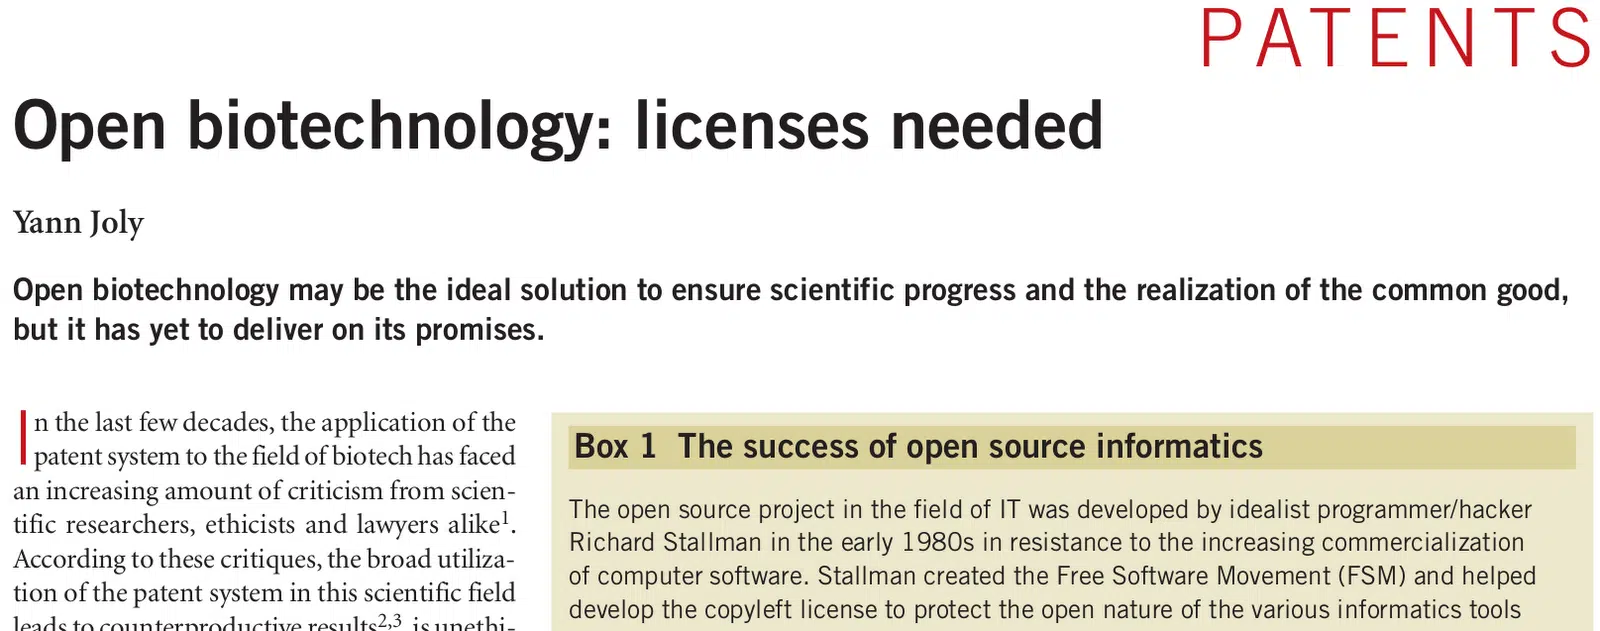 PATENTS
Open biotechnology: licenses needed
Yann Joly
Open biotechnology may be the ideal solution to ensure scientific progress and the realization of the common good,
but it has yet to deliver on its promises.
In the last few decades, the application of the
patent system to the field of biotech has faced
an increasing amount of criticism from scien-
tific researchers, ethicists and lawyers alike1.
According to these critiques, the broad utiliza-
tion of the patent system in this scientific field
leads to counterproductive results2,3, is unethi-
Box 1 The success of open source informatics
The open source project in the field of IT was developed by idealist programmer/hacker
Richard Stallman in the early 1980s in resistance to the increasing commercialization
of computer software. Stallman created the Free Software Movement (FSM) and helped
develop the copyleft license to protect the open nature of the various informatics tools